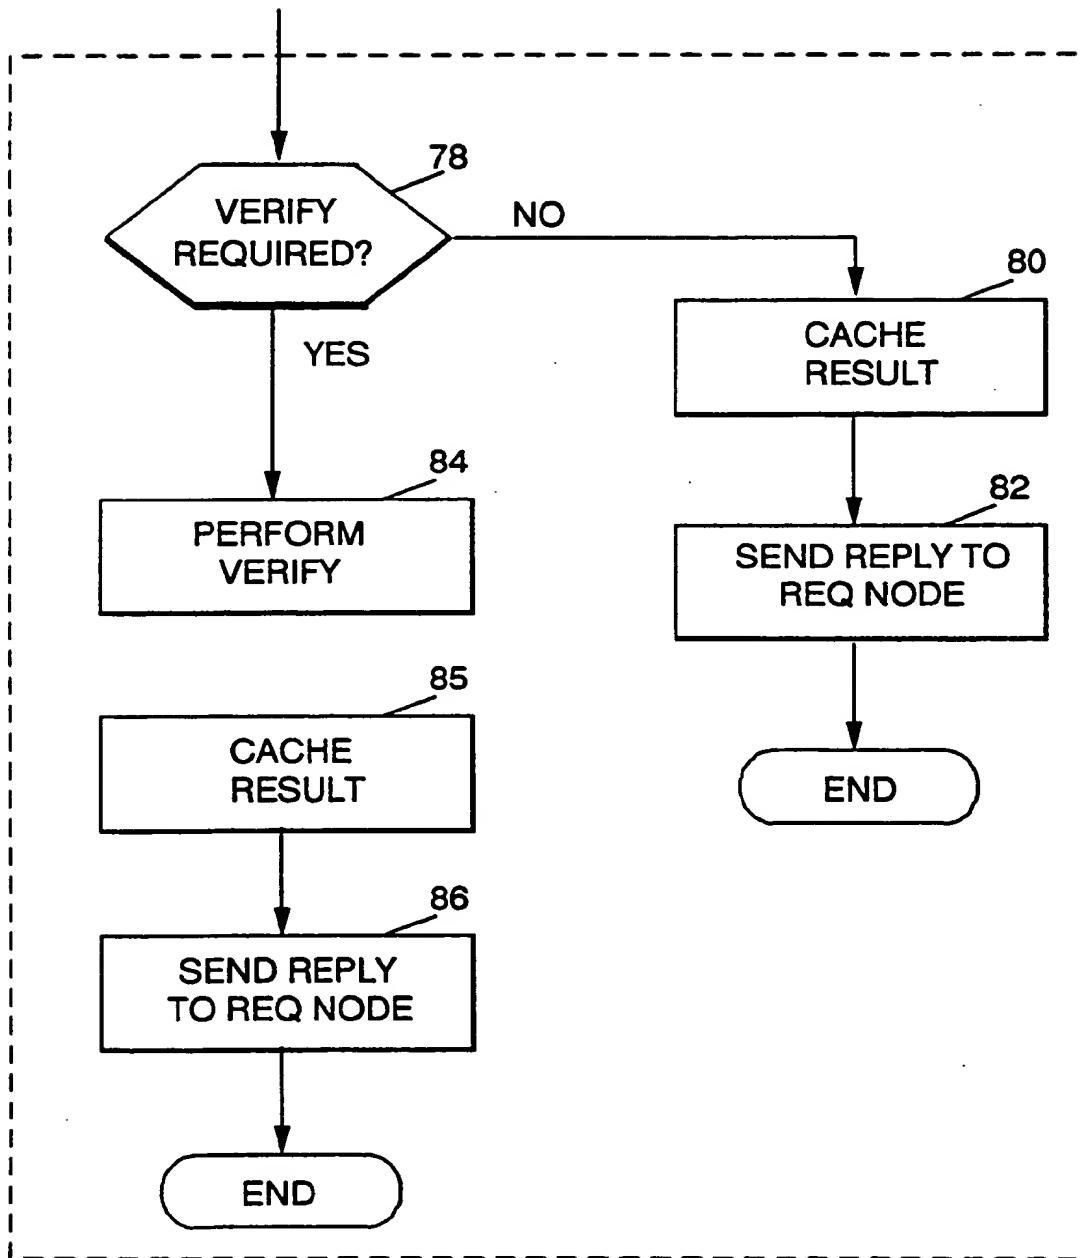 78
VERIFY
REQUIRED?
NO
YES
80
CACHE
RESULT
84
PERFORM
VERIFY
82
SEND REPLY TO
REQ NODE
85
CACHE
RESULT
END
86
SEND REPLY
TO REQ NODE
END